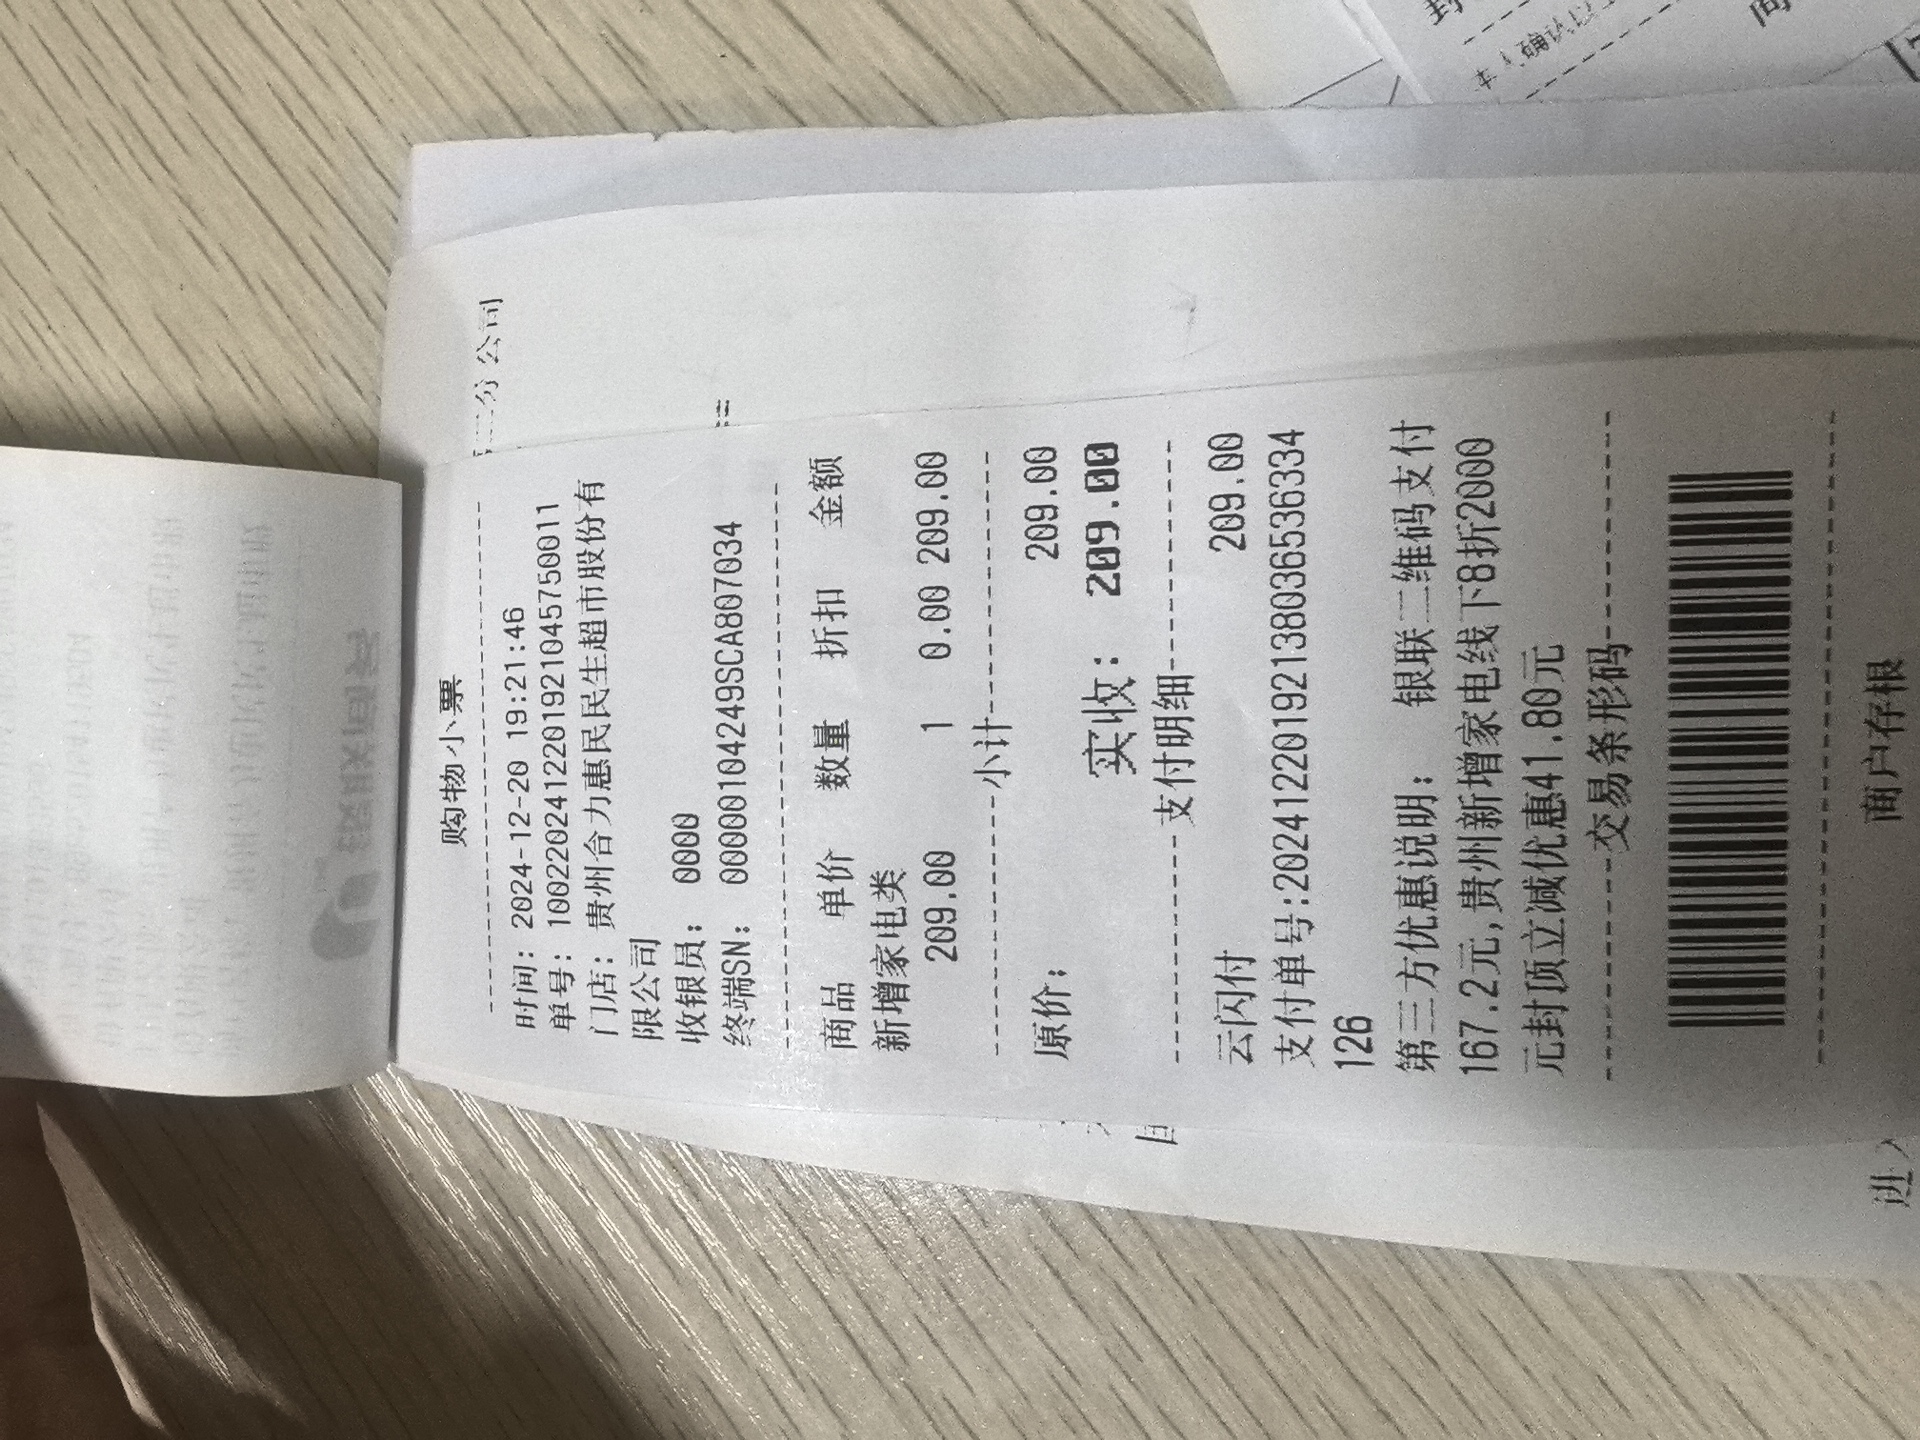 购物小票
时间: 2024-12-20 19:21:46
单号: 10022024122019210457500011
门店: 贵州合力惠民民生超市股份有
限公司
收银员: 0000
终端SN: 00000104249SCA807034
商品 单价 数量 折扣 金额
新增家电类
209.00 1 0.00 209.00
小计
原价: 209.00
实收: 209.00
支付明细
云闪付 209.00
支付单号:20241220192138036536334
126
第三方优惠说明: 银联二维码支付
167.2元,贵州新增家电线下8折2000
元封顶立减优惠41.80元
交易条形码
商户存根
分公司
确认以